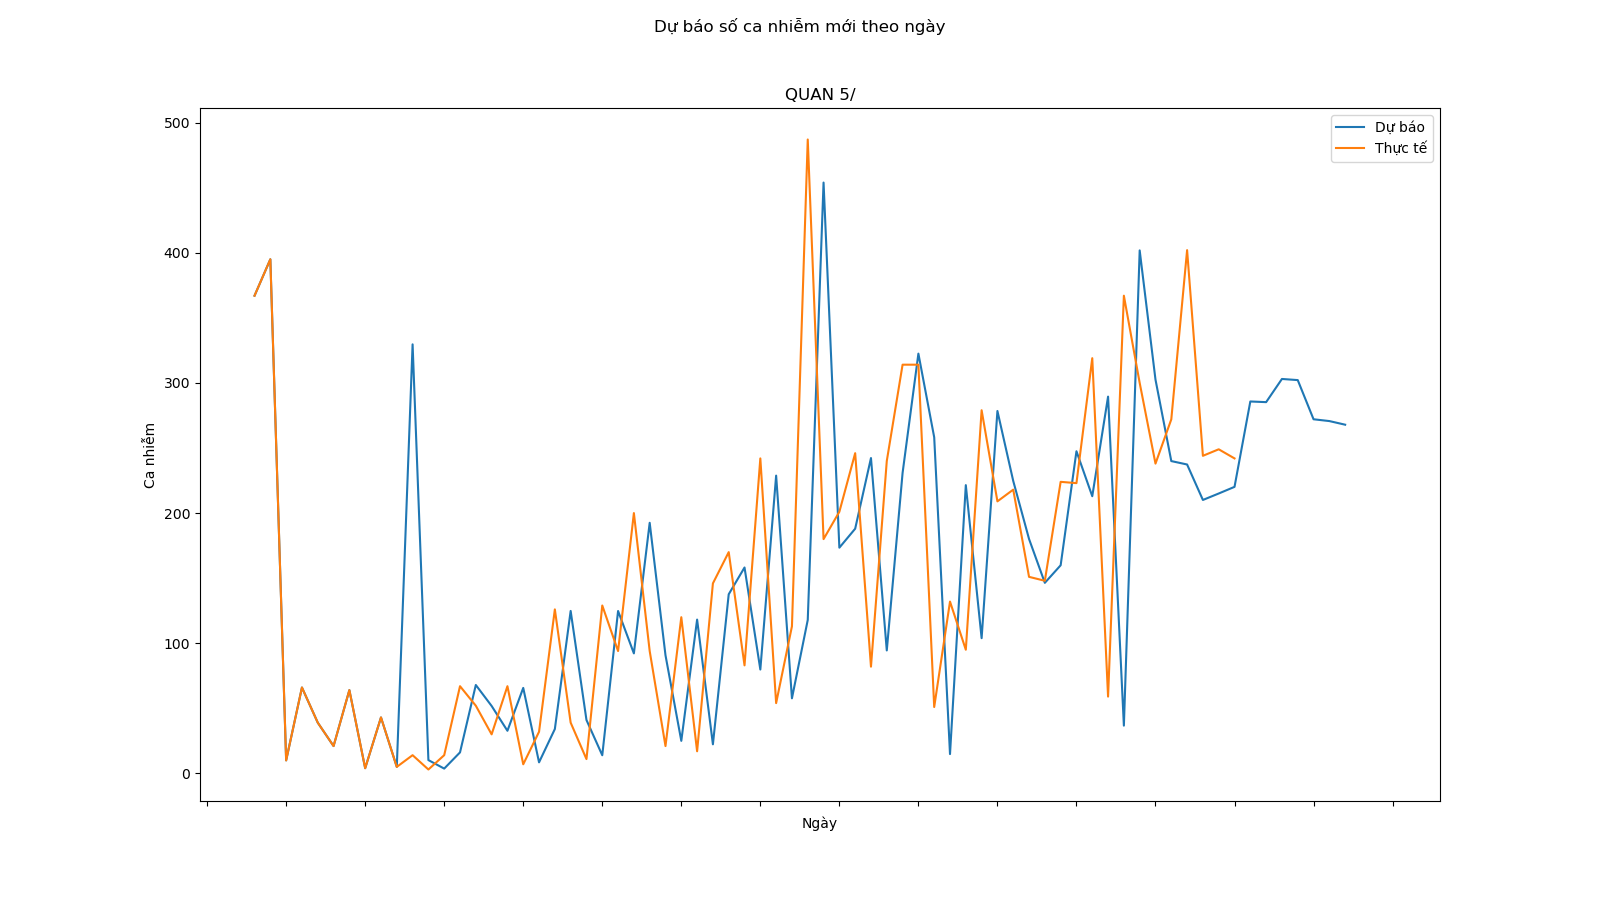 Dự báo số ca nhiễm mới theo ngày
QUAN 5/
Dự báo
Thực tế
500
400
300
200
100
0
Ca nhiễm
Ngày